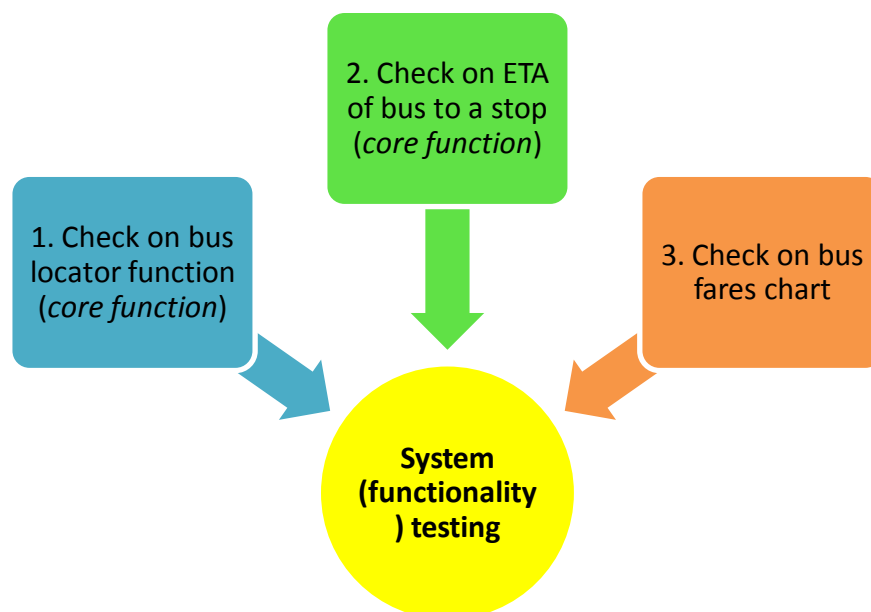 1. Check on bus
locator function
(core function)
2. Check on ETA
of bus to a stop
(core function)
3. Check on bus
fares chart
System
(functionality
) testing